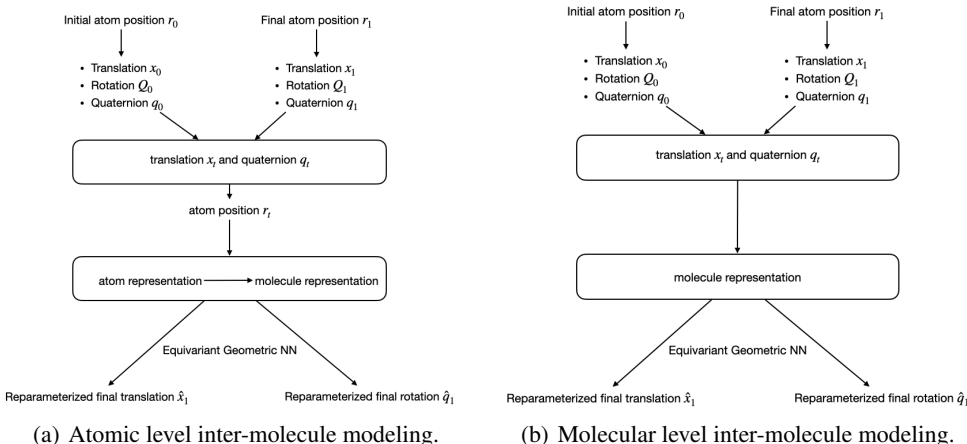 Initial atom position r₀
Final atom position r₁
• Translation x₀
• Rotation Q₀
• Quaternion q₀
• Translation x₁
• Rotation Q₁
• Quaternion q₁
translation xₜ and quaternion qₜ
atom position rₜ
atom representation
molecule representation
Equivariant Geometric NN
Reparameterized final translation x̂₁
Reparameterized final rotation q̂₁
(a) Atomic level inter-molecule modeling.
Initial atom position r₀
Final atom position r₁
• Translation x₀
• Rotation Q₀
• Quaternion q₀
• Translation x₁
• Rotation Q₁
• Quaternion q₁
translation xₜ and quaternion qₜ
molecule representation
Equivariant Geometric NN
Reparameterized final translation x̂₁
Reparameterized final rotation q̂₁
(b) Molecular level inter-molecule modeling.